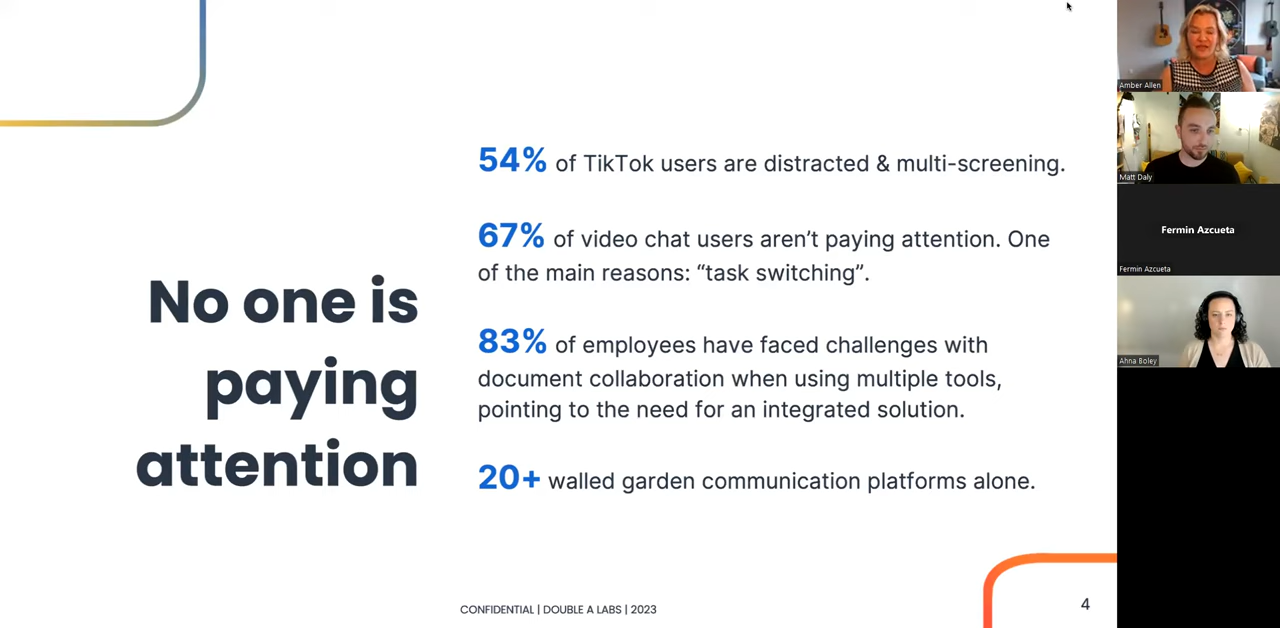 No one is
paying
attention
54% of TikTok users are distracted & multi-screening.
67% of video chat users aren’t paying attention. One
of the main reasons: “task switching”.
83% of employees have faced challenges with
document collaboration when using multiple tools,
pointing to the need for an integrated solution.
20+ walled garden communication platforms alone.
CONFIDENTIAL | DOUBLE A LABS | 2023
4
Amber Allen
Matt Daly
Fermin Azcueta
Fermin Azcueta
Ahna Boley